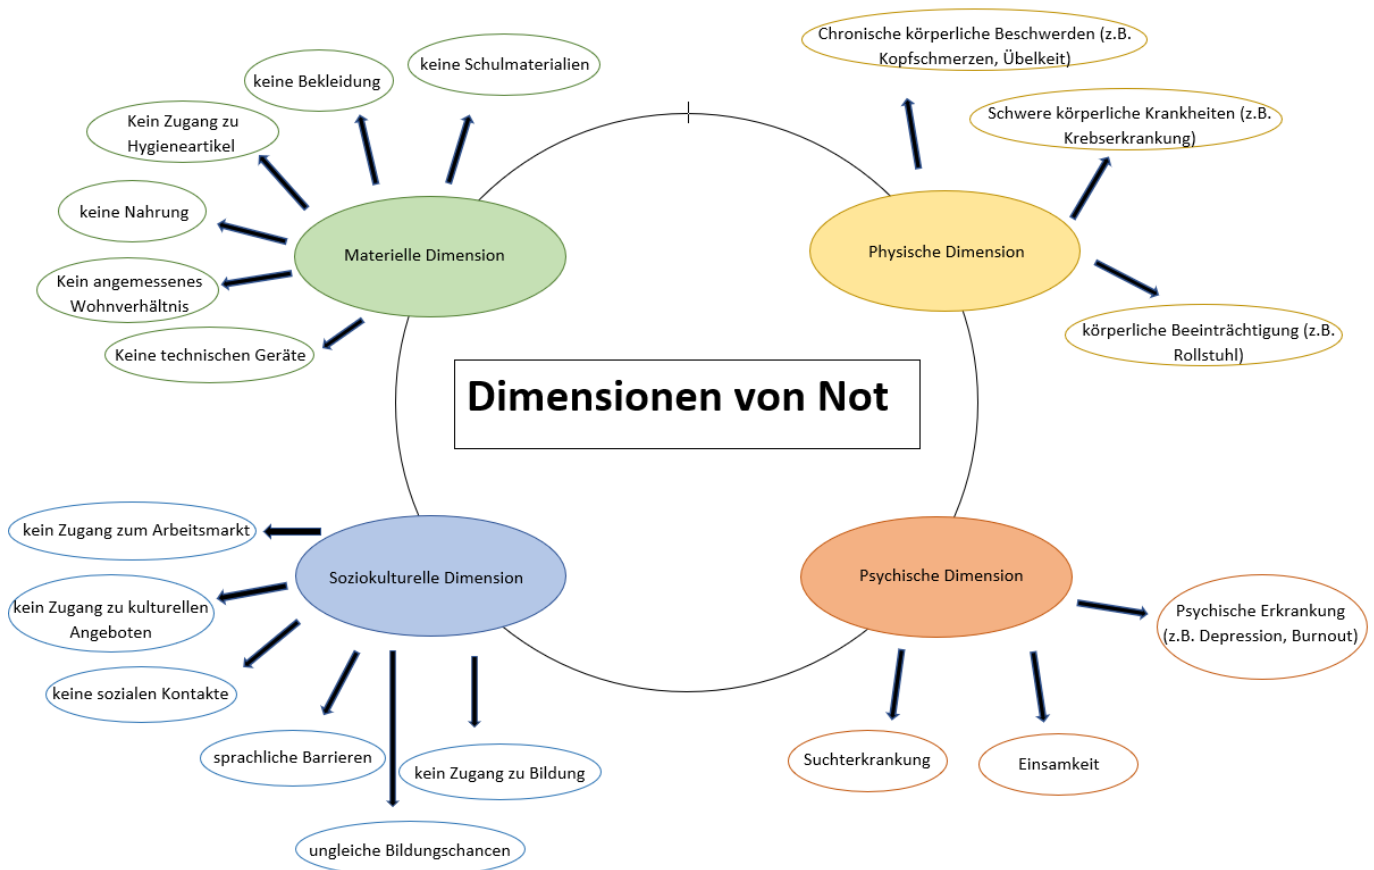 Dimensionen von Not
Materielle Dimension
keine Schulmaterialien
keine Bekleidung
Kein Zugang zu
Hygieneartikel
keine Nahrung
Kein angemessenes
Wohnverhältnis
Keine technischen Geräte
Physische Dimension
Chronische körperliche Beschwerden (z.B.
Kopfschmerzen, Übelkeit)
Schwere körperliche Krankheiten (z.B.
Krebserkrankung)
körperliche Beeinträchtigung (z.B.
Rollstuhl)
Soziokulturelle Dimension
kein Zugang zum Arbeitsmarkt
kein Zugang zu kulturellen
Angeboten
keine sozialen Kontakte
sprachliche Barrieren
ungleiche Bildungschancen
kein Zugang zu Bildung
Psychische Dimension
Psychische Erkrankung
(z.B. Depression, Burnout)
Einsamkeit
Suchterkrankung